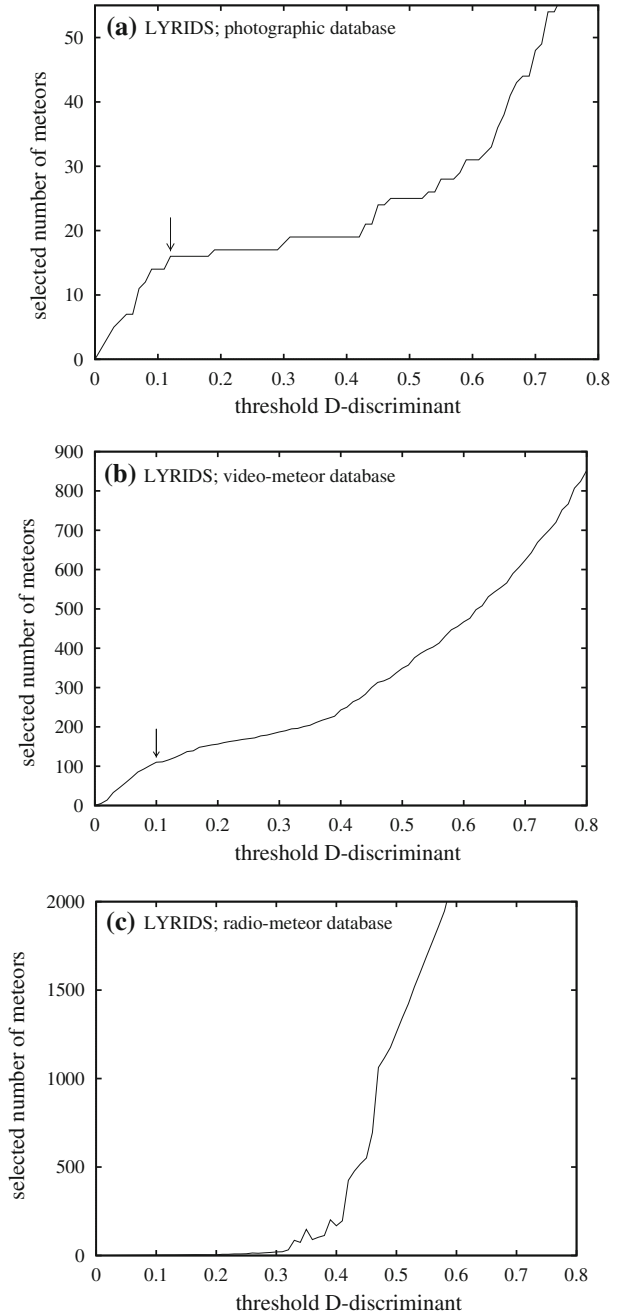 (a) LYRIDS; photographic database
selected number of meteors
50
40
30
20
10
0
0 0.1 0.2 0.3 0.4 0.5 0.6 0.7 0.8
threshold D-discriminant
(b) LYRIDS; video-meteor database
selected number of meteors
900
800
700
600
500
400
300
200
100
0
0 0.1 0.2 0.3 0.4 0.5 0.6 0.7 0.8
threshold D-discriminant
(c) LYRIDS; radio-meteor database
selected number of meteors
2000
1500
1000
500
0
0 0.1 0.2 0.3 0.4 0.5 0.6 0.7 0.8
threshold D-discriminant